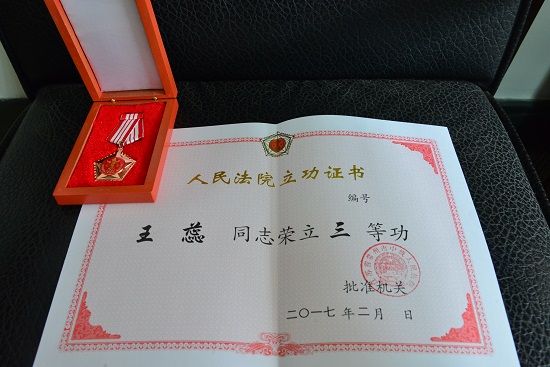 人民法院立功证书
编号
王蕊 同志荣立三等功
批准机关
二〇一七年二月 日